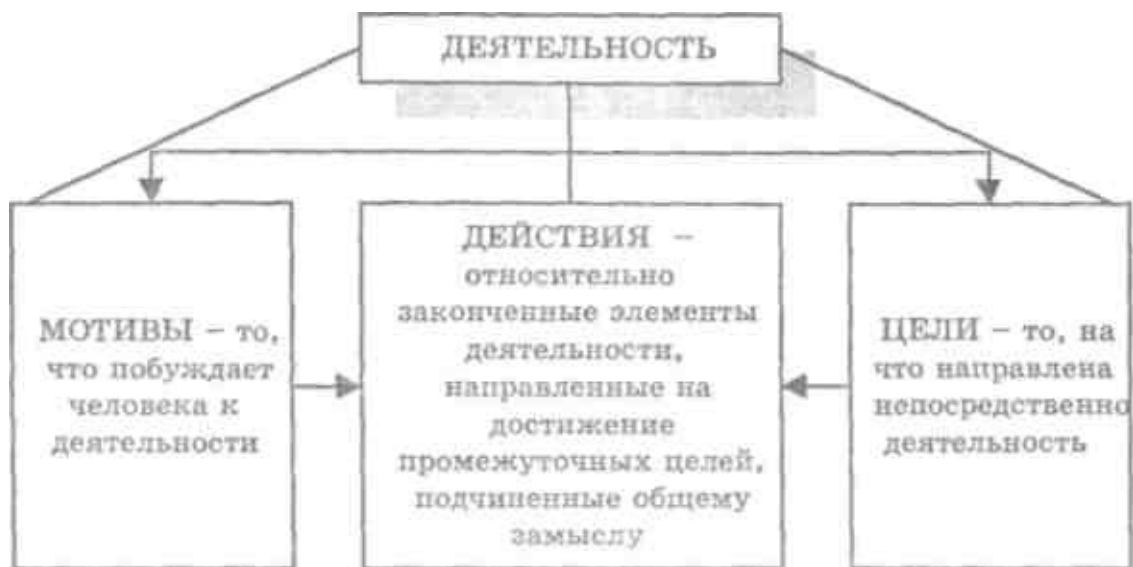 ДЕЯТЕЛЬНОСТЬ
МОТИВЫ – то,
что побуждает
человека к
деятельности
ДЕЙСТВИЯ –
относительно
законченные элементы
деятельности,
направленные на
достижение
промежуточных целей,
подчиненные общему
замыслу
ЦЕЛИ – то, на
что направлена
непосредственно
деятельность